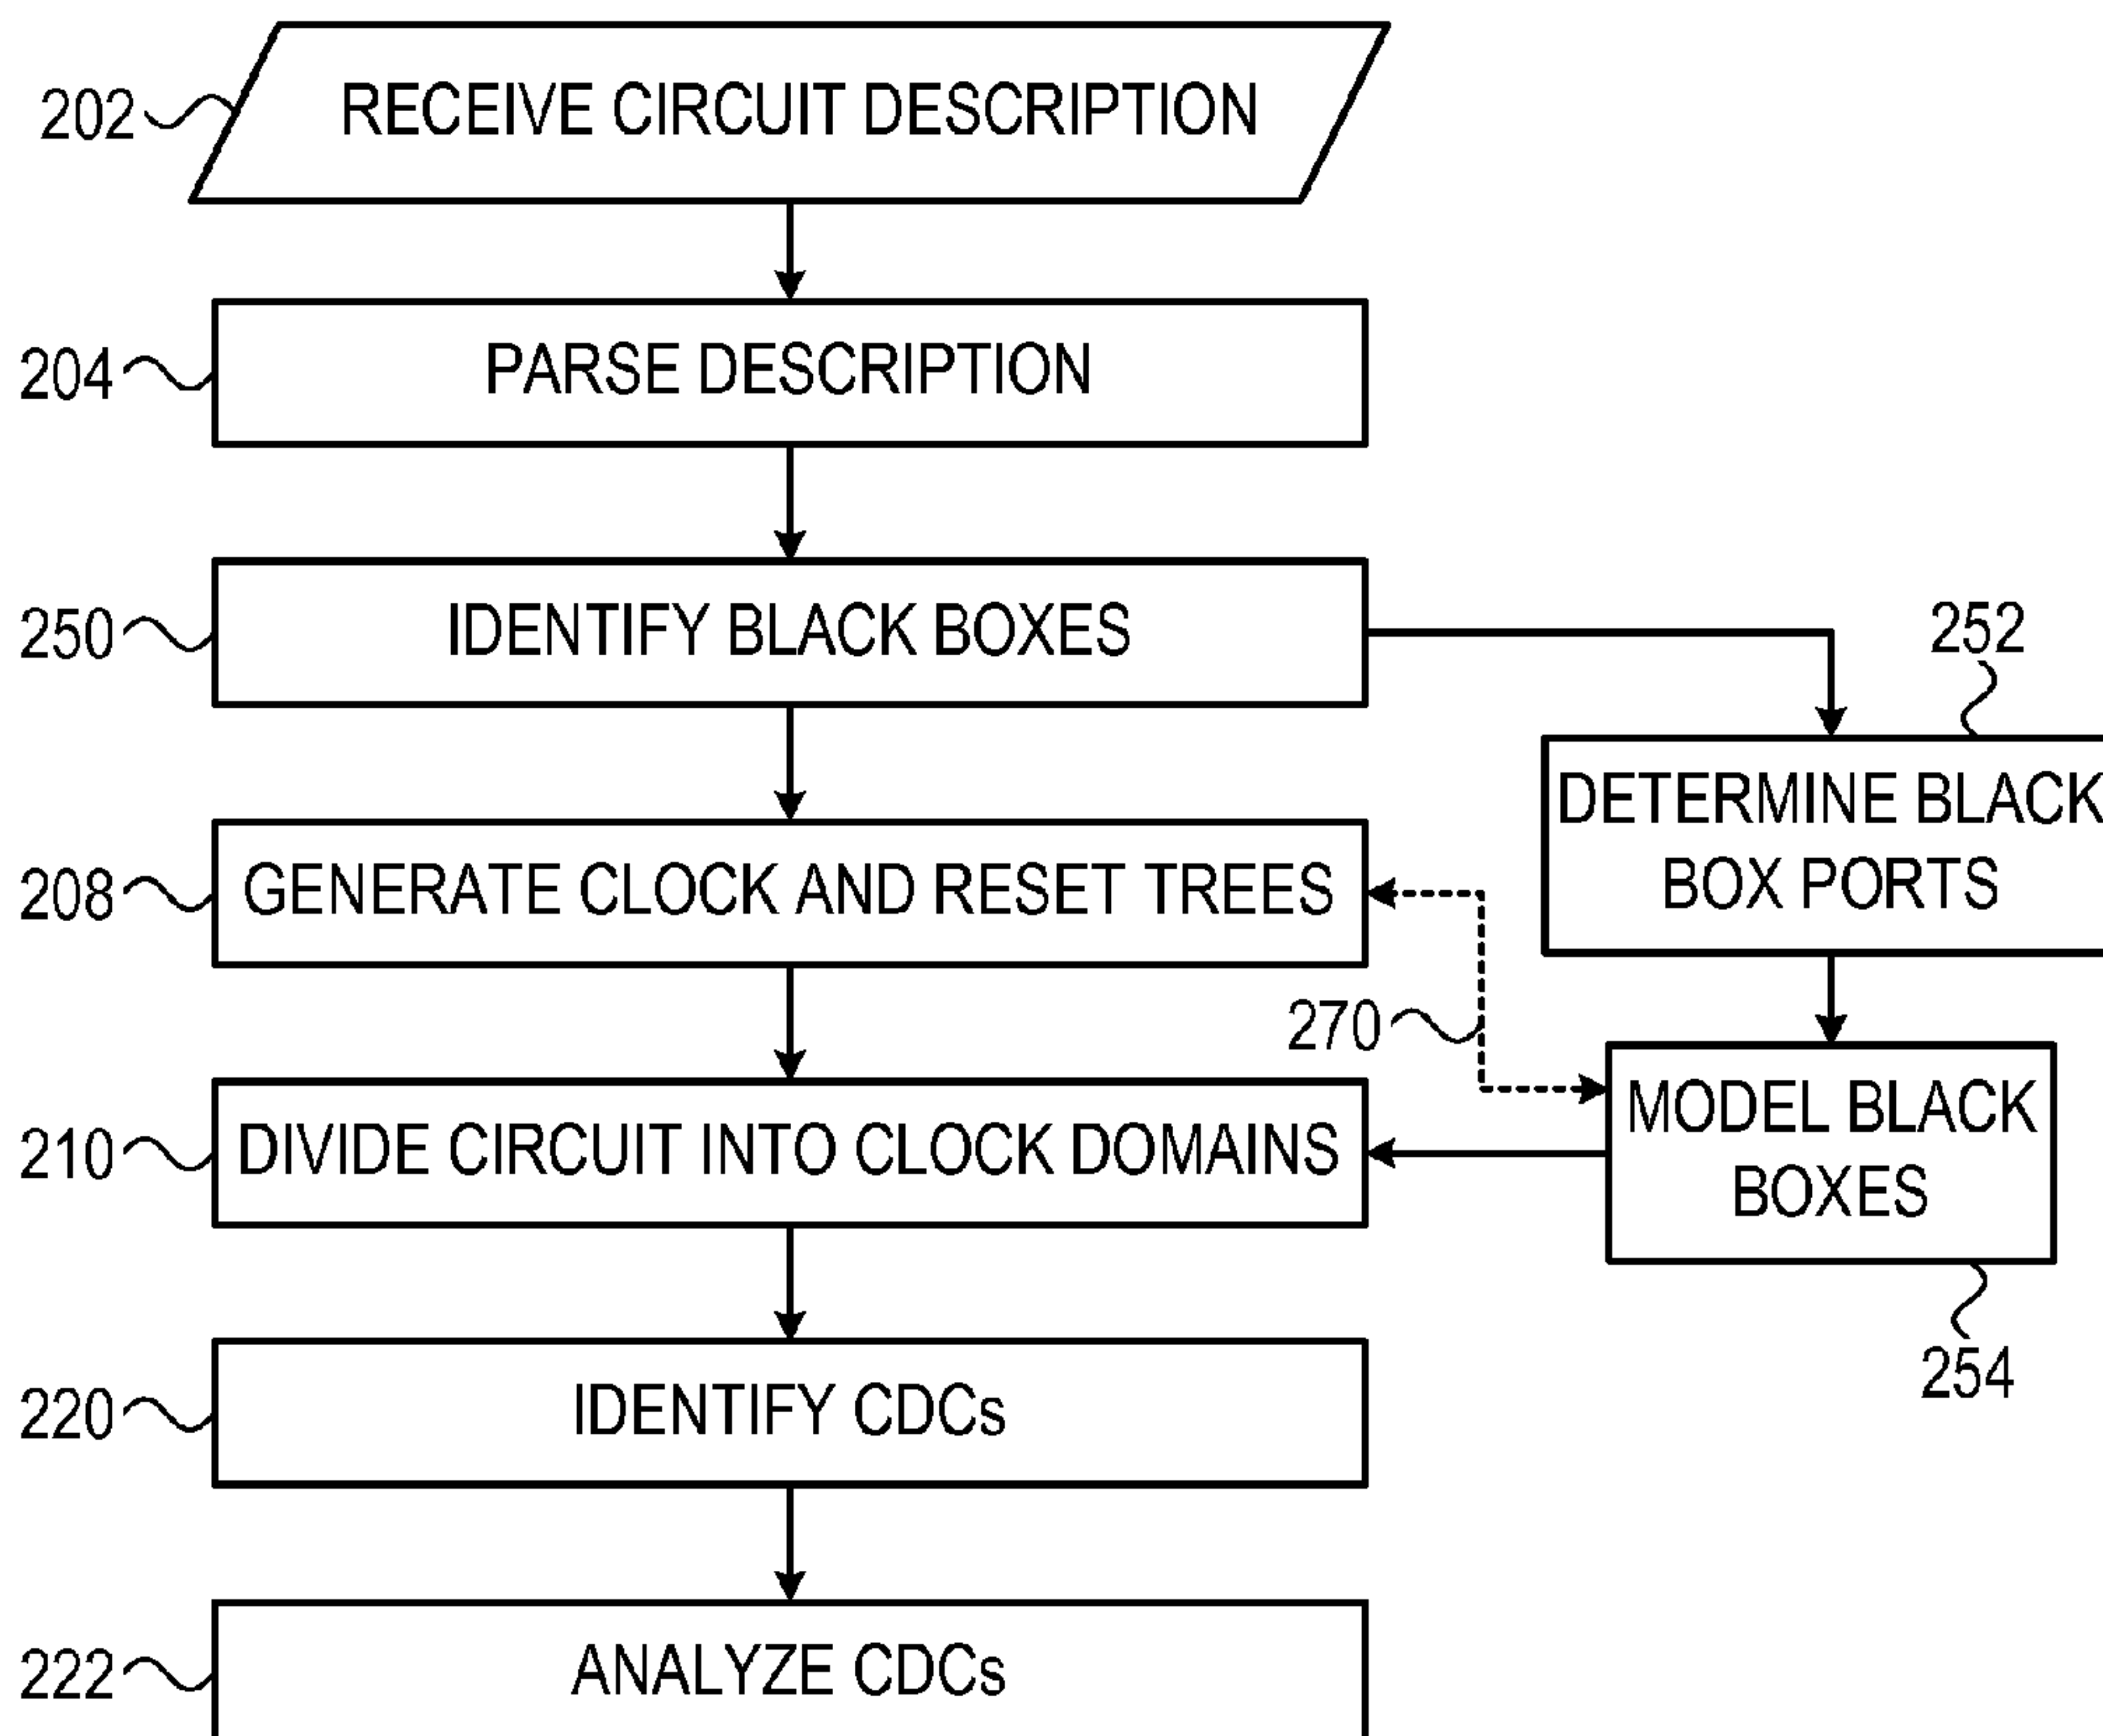 202
RECEIVE CIRCUIT DESCRIPTION
204
PARSE DESCRIPTION
250
IDENTIFY BLACK BOXES
252
DETERMINE BLACK
BOX PORTS
208
GENERATE CLOCK AND RESET TREES
270
MODEL BLACK
BOXES
254
210
DIVIDE CIRCUIT INTO CLOCK DOMAINS
220
IDENTIFY CDCs
222
ANALYZE CDCs